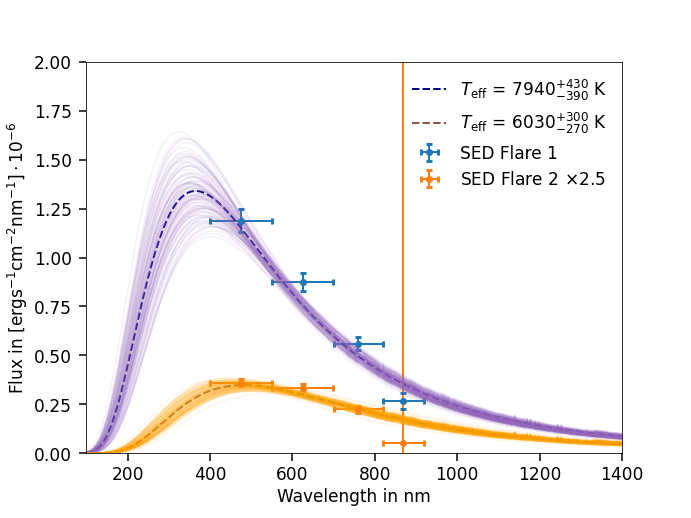 2.00
1.75
1.50
1.25
1.00
0.75
0.50
0.25
0.00
Flux in [ergs⁻¹cm⁻²nm⁻¹] · 10⁻⁶
T_eff = 7940⁺⁴³⁰₋₃₉₀ K
T_eff = 6030⁺³⁰⁰₋₂₇₀ K
SED Flare 1
SED Flare 2 ×2.5
200 400 600 800 1000 1200 1400
Wavelength in nm